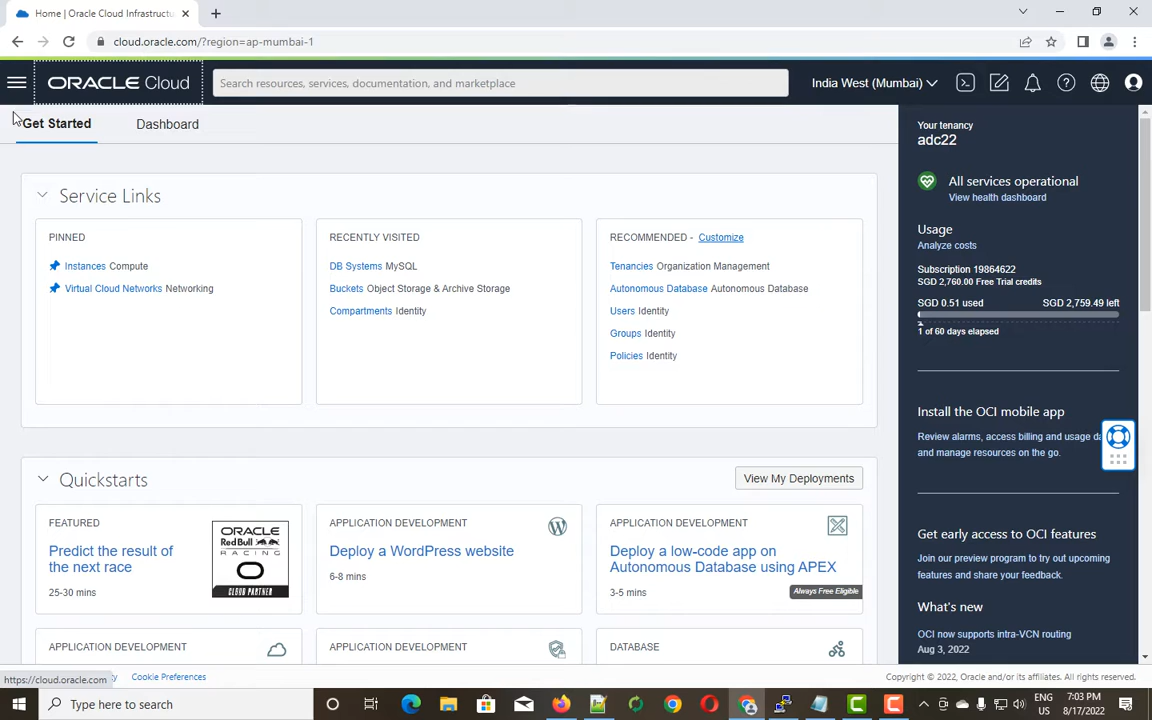 Home | Oracle Cloud Infrastructu
cloud.oracle.com/?region=ap-mumbai-1
ORACLE Cloud
Search resources, services, documentation, and marketplace
India West (Mumbai)
Get Started
Dashboard
Your tenancy
adc22
All services operational
View health dashboard
Usage
Analyze costs
Subscription 19864622
SGD 2,760.00 Free Trial credits
SGD 0.51 used
SGD 2,759.49 left
1 of 60 days elapsed
Service Links
PINNED
Instances Compute
Virtual Cloud Networks Networking
RECENTLY VISITED
DB Systems MySQL
Buckets Object Storage & Archive Storage
Compartments Identity
RECOMMENDED - Customize
Tenancies Organization Management
Autonomous Database Autonomous Database
Users Identity
Groups Identity
Policies Identity
Install the OCI mobile app
Review alarms, access billing and usage da
and manage resources on the go.
Quickstarts
View My Deployments
FEATURED
Predict the result of
the next race
25-30 mins
ORACLE
Red Bull
RACING
CLOUD PARTNER
APPLICATION DEVELOPMENT
Deploy a WordPress website
6-8 mins
APPLICATION DEVELOPMENT
Deploy a low-code app on
Autonomous Database using APEX
3-5 mins
Always Free Eligible
Get early access to OCI features
Join our preview program to try out upcoming
features and share your feedback.
What's new
OCI now supports intra-VCN routing
Aug 3, 2022
APPLICATION DEVELOPMENT
APPLICATION DEVELOPMENT
DATABASE
https://cloud.oracle.com
Cookie Preferences
Copyright © 2022, Oracle and/or its affiliates. All rights reserved.
Type here to search
ENG
US
7:03 PM
8/17/2022